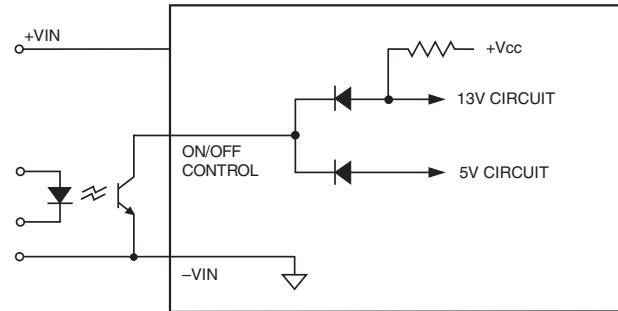 +VIN
+Vcc
13V CIRCUIT
ON/OFF
CONTROL
5V CIRCUIT
–VIN